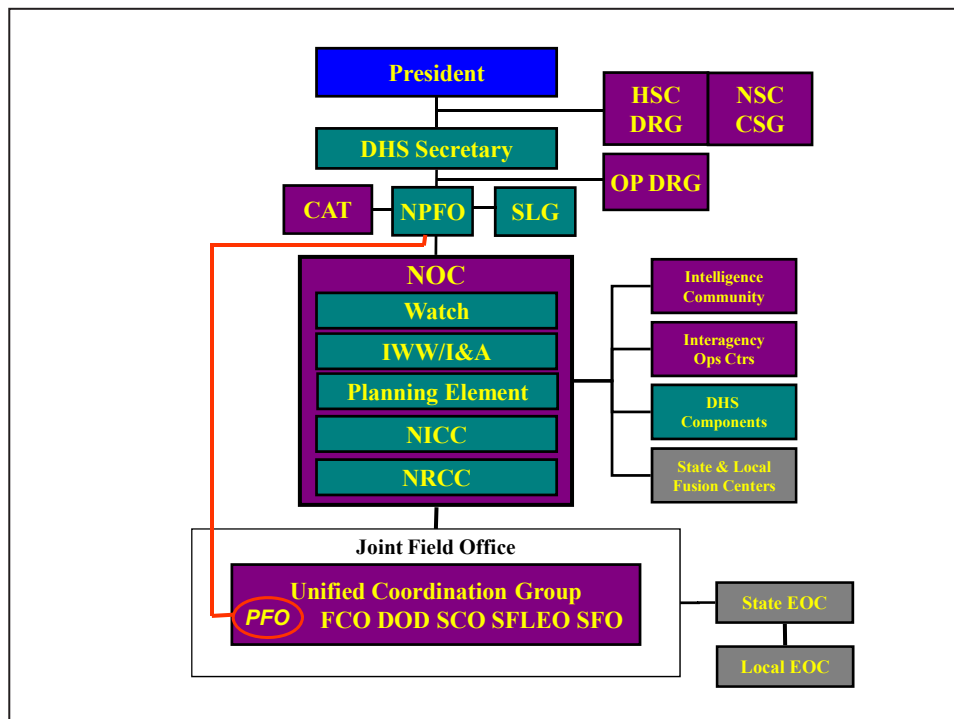 President
HSC
DRG
NSC
CSG
DHS Secretary
OP DRG
CAT
NPFO
SLG
NOC
Watch
IWW/I&A
Planning Element
NICC
NRCC
Intelligence
Community
Interagency
Ops Ctrs
DHS
Components
State & Local
Fusion Centers
Joint Field Office
Unified Coordination Group
PFO FCO DOD SCO SFLEO SFO
State EOC
Local EOC